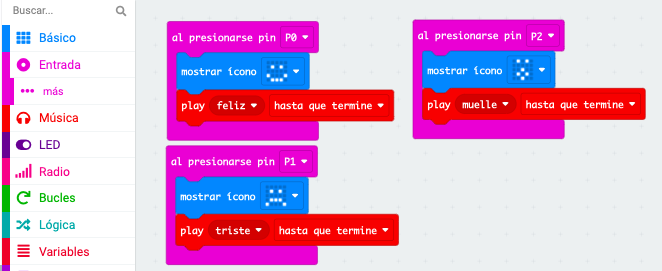 Buscar...
Básico
Entrada
más
Música
LED
Radio
Bucles
Lógica
Variables
al presionarse pin P0
mostrar ícono
play feliz hasta que termine
al presionarse pin P2
mostrar ícono
play muelle hasta que termine
al presionarse pin P1
mostrar ícono
play triste hasta que termine